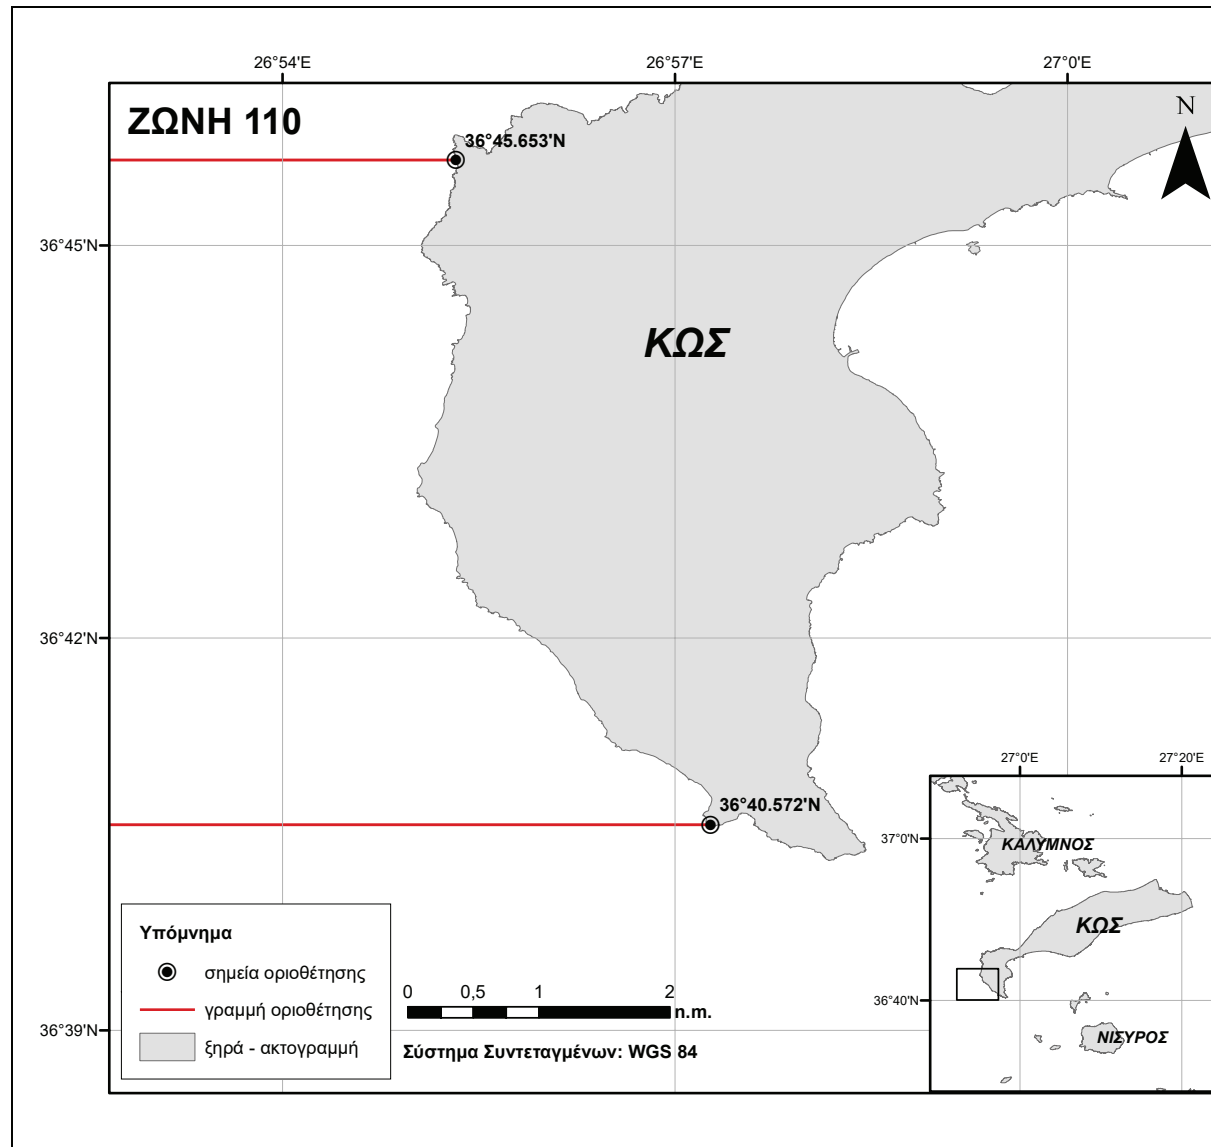 26°54'E
26°57'E
27°0'E
ΖΩΝΗ 110
36°45.653'N
N
36°45'N
ΚΩΣ
36°42'N
36°40.572'N
36°39'N
Υπόμνημα
σημεία οριοθέτησης
γραμμή οριοθέτησης
ξηρά - ακτογραμμή
0 0,5 1 2
n.m.
Σύστημα Συντεταγμένων: WGS 84
27°0'E
27°20'E
37°0'N
ΚΑΛΥΜΝΟΣ
ΚΩΣ
36°40'N
ΝΙΣΥΡΟΣ